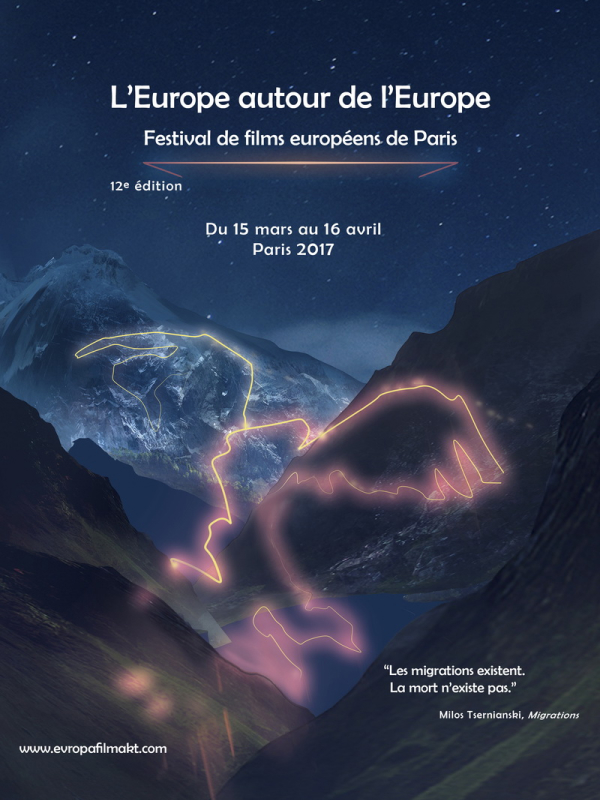 L’Europe autour de l’Europe
Festival de films européens de Paris
12e édition
Du 15 mars au 16 avril
Paris 2017
“Les migrations existent.
La mort n’existe pas.”
Milos Tsernianski, Migrations
www.evropafilmakt.com